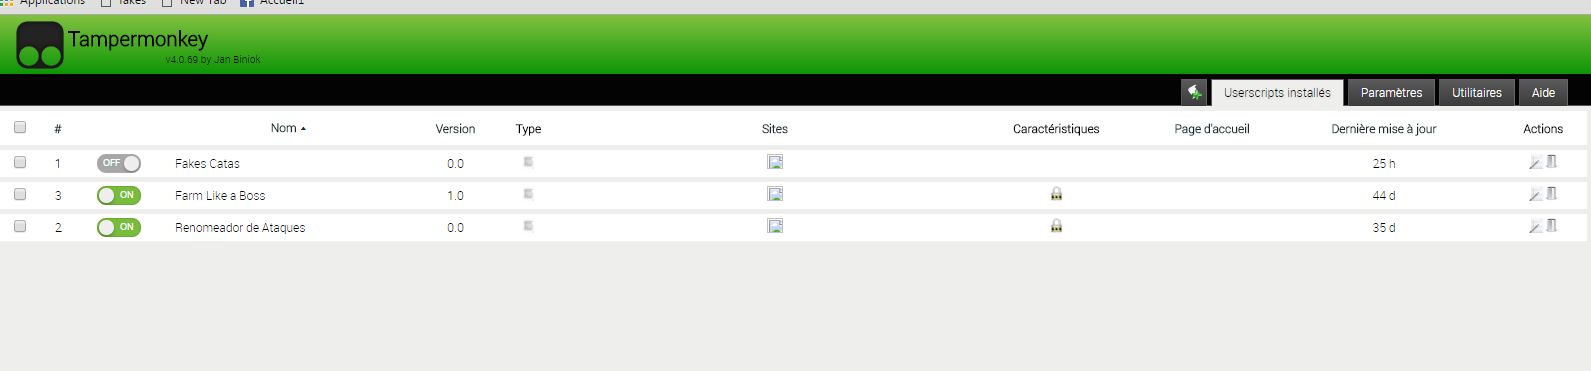 Applications Takes New Tab Accueil1
Tampermonkey
v4.0.69 by Jan Biniok
Userscripts installés Paramètres Utilitaires Aide
# Nom Version Type Sites Caractéristiques Page d'accueil Dernière mise à jour Actions
1 OFF Fakes Catas 0.0 25 h
3 ON Farm Like a Boss 1.0 44 d
2 ON Renomeador de Ataques 0.0 35 d